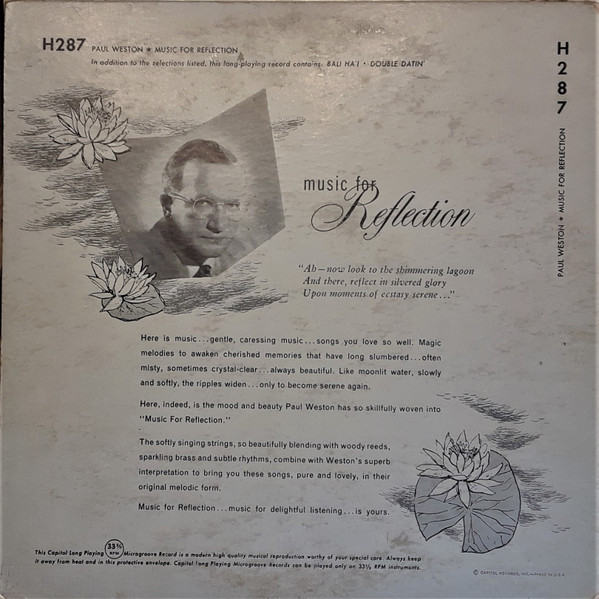 H287 PAUL WESTON ★ MUSIC FOR REFLECTION
In addition to the selections listed, this long-playing record contains: BALI HA'I • DOUBLE DATIN'
H
2
8
7
PAUL WESTON ★ MUSIC FOR REFLECTION
music for
Reflection
"Ah—now look to the shimmering lagoon
And there, reflect in silvered glory
Upon moments of ecstasy serene..."
Here is music...gentle, caressing music...songs you love so well. Magic
melodies to awaken cherished memories that have long slumbered...often
misty, sometimes crystal-clear...always beautiful. Like moonlit water, slowly
and softly, the ripples widen...only to become serene again.
Here, indeed, is the mood and beauty Paul Weston has so skillfully woven into
"Music For Reflection."
The softly singing strings, so beautifully blending with woody reeds,
sparkling brass and subtle rhythms, combine with Weston's superb
interpretation to bring you these songs, pure and lovely, in their
original melodic form.
Music for Reflection...music for delightful listening...is yours.
This Capitol Long Playing 33⅓ RPM Microgroove Record is a modern high quality musical reproduction worthy of your special care. Always keep
it away from heat and in this protective envelope. Capitol Long Playing Microgroove Records can be played only on 33⅓ RPM instruments.
© CAPITOL RECORDS, INC., PRINTED IN U.S.A.